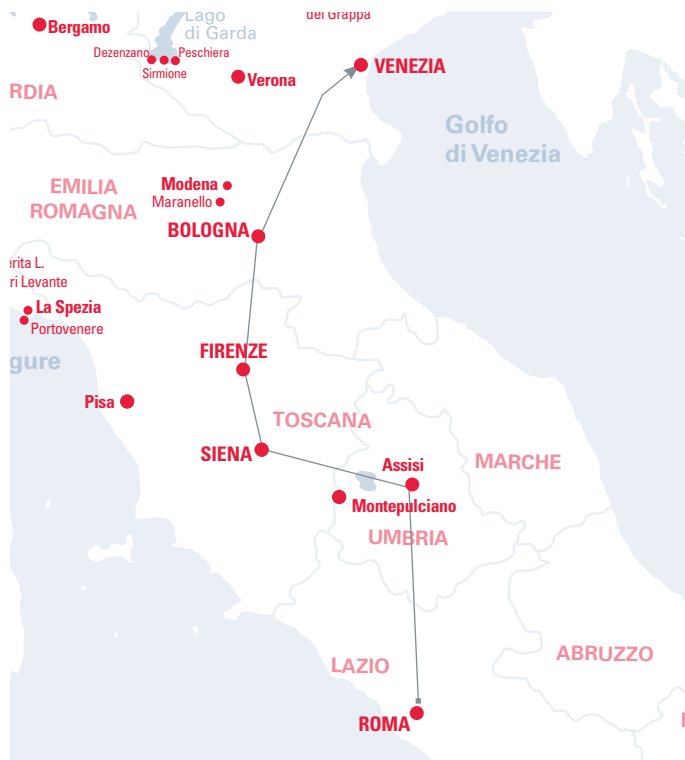 Lago
di Garda
del Grappa
Bergamo
Dezenzano
Peschiera
Sirmione
Verona
VENEZIA
RDIA
Golfo
di Venezia
EMILIA
ROMAGNA
Modena
Maranello
BOLOGNA
erita L.
ri Levante
La Spezia
Portovenere
gure
FIRENZE
Pisa
TOSCANA
SIENA
Assisi
MARCHE
Montepulciano
UMBRIA
LAZIO
ABRUZZO
ROMA